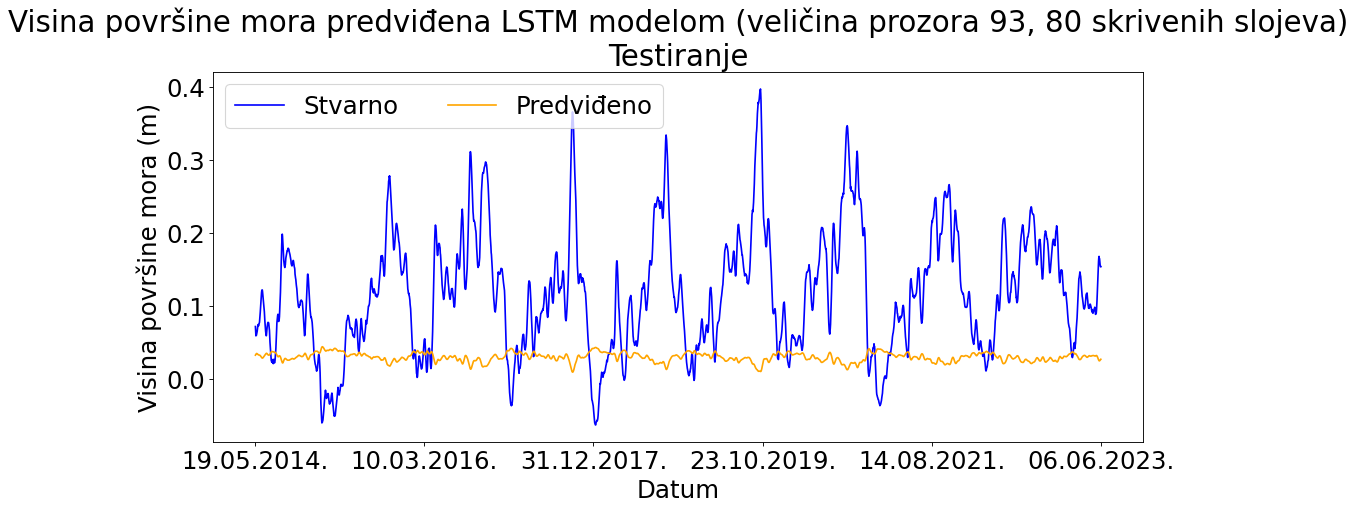 Visina površine mora predviđena LSTM modelom (veličina prozora 93, 80 skrivenih slojeva)
Testiranje
Stvarno Predviđeno
Visina površine mora (m)
0.4
0.3
0.2
0.1
0.0
19.05.2014. 10.03.2016. 31.12.2017. 23.10.2019. 14.08.2021. 06.06.2023.
Datum